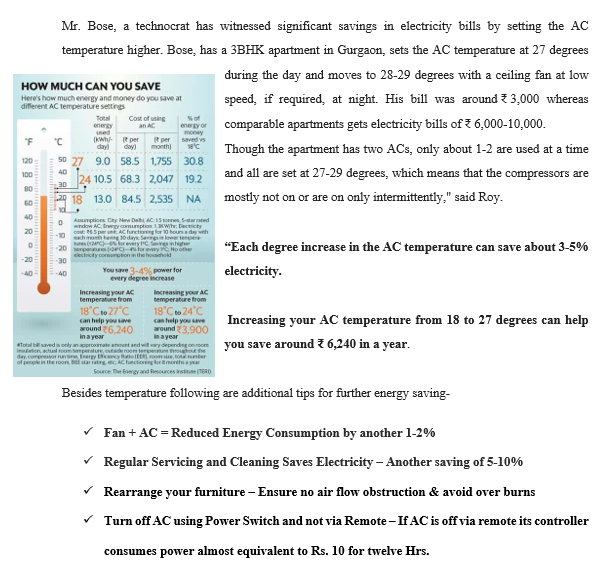 Mr. Bose, a technocrat has witnessed significant savings in electricity bills by setting the AC
temperature higher. Bose, has a 3BHK apartment in Gurgaon, sets the AC temperature at 27 degrees
during the day and moves to 28-29 degrees with a ceiling fan at low
speed, if required, at night. His bill was around ₹ 3,000 whereas
comparable apartments gets electricity bills of ₹ 6,000-10,000.
Though the apartment has two ACs, only about 1-2 are used at a time
and all are set at 27-29 degrees, which means that the compressors are
mostly not on or are on only intermittently," said Roy.
“Each degree increase in the AC temperature can save about 3-5%
electricity.
Increasing your AC temperature from 18 to 27 degrees can help
you save around ₹ 6,240 in a year.
HOW MUCH CAN YOU SAVE
Here's how much energy and money do you save at
different AC temperature settings
Total energy used (kWh/day) Cost of using an AC (₹ per day) (₹ per month) % of energy or money saved vs 18°C
27 9.0 58.5 1,755 30.8
24 10.5 68.3 2,047 19.2
18 13.0 84.5 2,535 NA
°F °C
120 100 80 60 40 20 0 -20 -40
50 40 30 20 10 0 -10 -20 -30 -40
Assumptions. City: New Delhi; AC: 1.5 tonnes, 5-star rated
window AC; Energy consumption 1.3KW/hr; Electricity
cost ₹6.5 per unit. AC functioning for 10 hours a day with
each month having 30 days. Savings in lower tempera-
tures (<24°C)—6% for every 1°C; Savings in higher
temperatures (>24°C)—4% for every 1°C; No other
electricity consumption in the household
You save 3-4% power for
every degree increase
Increasing your AC
temperature from
18°C to 27°C
can help you save
around ₹6,240
in a year
Increasing your AC
temperature from
18°C to 24°C
can help you save
around ₹3,900
in a year
#Total bill saved is only an approximate amount and will vary depending on room
insulation, actual room temperature, outside room temperature throughout the
day, compressor run time, Energy Efficiency Ratio (EER), room size, total number
of people in the room, BEE star rating, etc. AC functioning for 8 months a year
Source: The Energy and Resources Institute (TERI)
Besides temperature following are additional tips for further energy saving-
✓ Fan + AC = Reduced Energy Consumption by another 1-2%
✓ Regular Servicing and Cleaning Saves Electricity – Another saving of 5-10%
✓ Rearrange your furniture – Ensure no air flow obstruction & avoid over burns
✓ Turn off AC using Power Switch and not via Remote – If AC is off via remote its controller
consumes power almost equivalent to Rs. 10 for twelve Hrs.